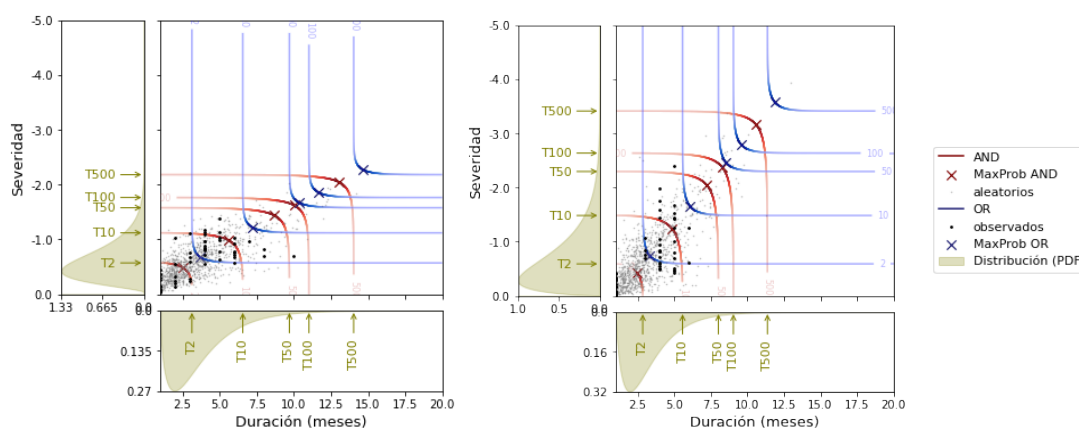 -5.0
-4.0
-3.0
-2.0
-1.0
0.0
Severidad
T500
T100
T50
T10
T2
1.33 0.665 0.0
100
500
50
0.0
0.135
0.27
T2 T10 T50 T100 T500
2.5 5.0 7.5 10.0 12.5 15.0 17.5 20.0
Duración (meses)
-5.0
-4.0
-3.0
-2.0
-1.0
0.0
Severidad
T500
T100
T50
T10
T2
1.0 0.5 0.0
100
50
10
2
50
500
0.0
0.16
0.32
T2 T10 T50 T100 T500
2.5 5.0 7.5 10.0 12.5 15.0 17.5 20.0
Duración (meses)
AND
MaxProb AND
aleatorios
OR
observados
MaxProb OR
Distribución (PDF